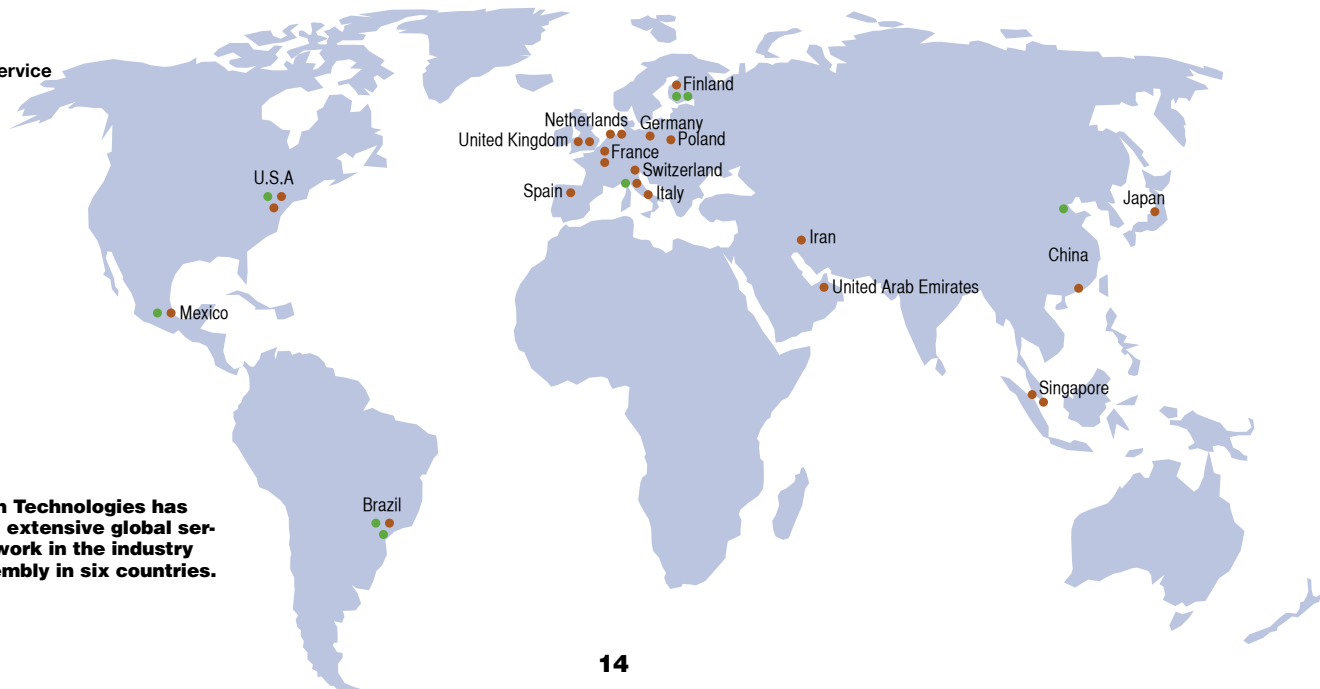 ervice
Finland
Netherlands
Germany
United Kingdom
Poland
France
Switzerland
U.S.A
Spain
Italy
Japan
Iran
China
United Arab Emirates
Mexico
Singapore
Brazil
n Technologies has
extensive global ser-
work in the industry
embly in six countries.
14